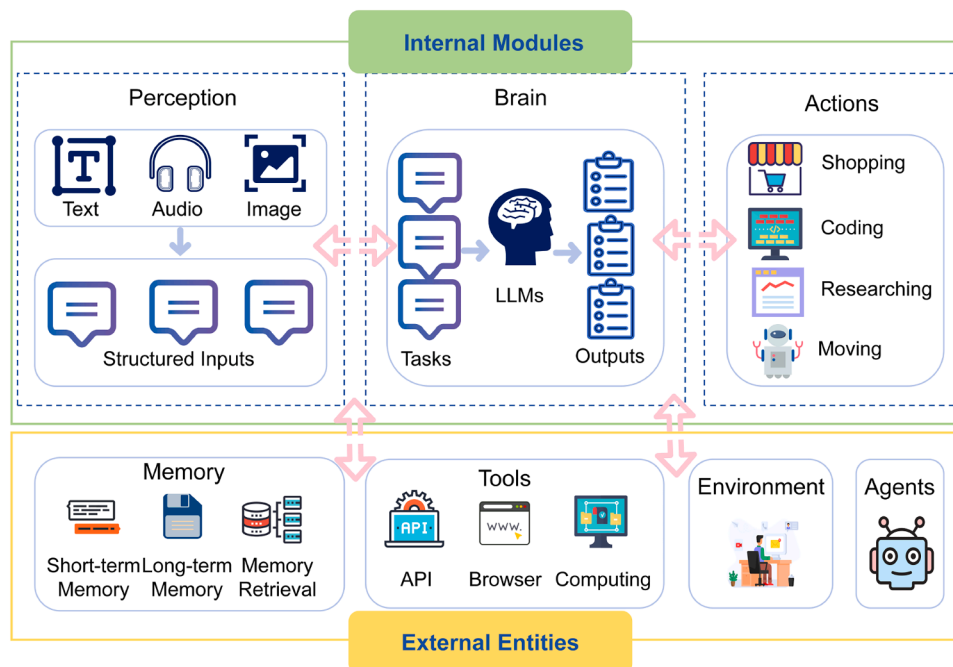 Internal Modules
Perception
Text
Audio
Image
Structured Inputs
Brain
Tasks
LLMs
Outputs
Actions
Shopping
Coding
Researching
Moving
Memory
Short-term
Memory
Long-term
Memory
Memory
Retrieval
Tools
API
API
WWW.
Browser
Computing
Environment
Agents
External Entities